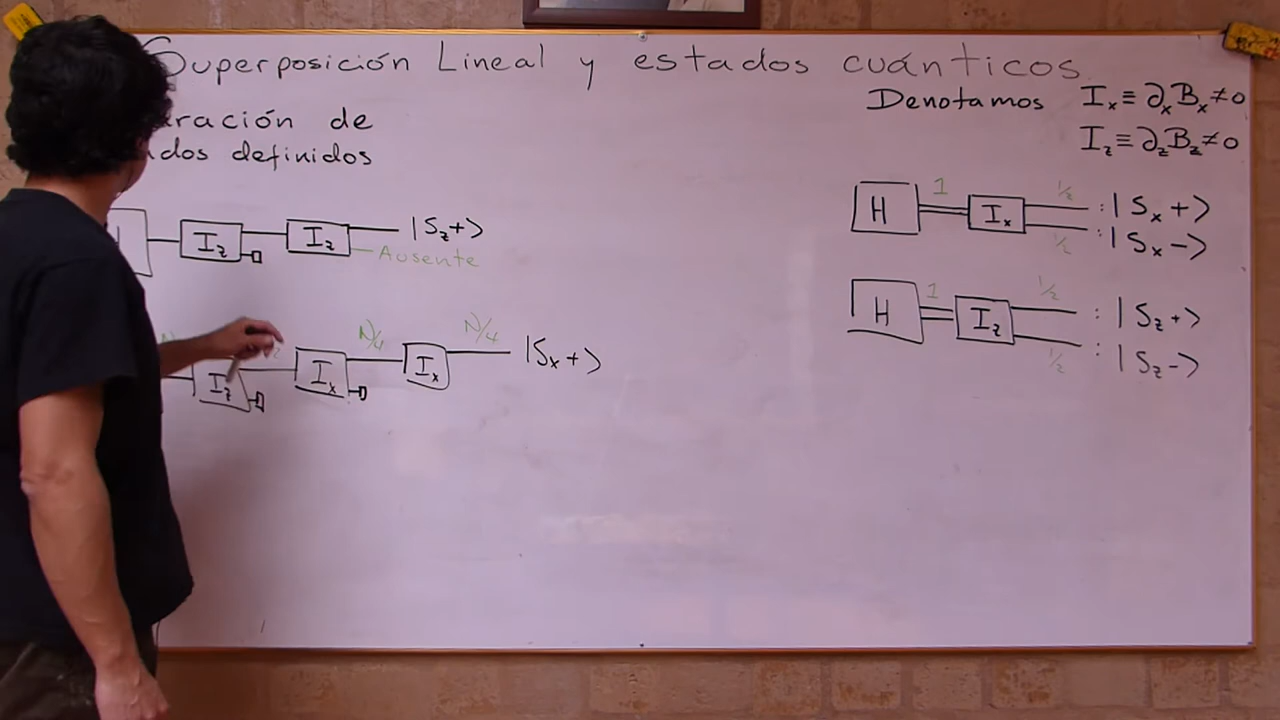 Superposición Lineal y estados cuánticos
Denotamos I_x ≡ ∂_x B_x ≠ 0
I_z ≡ ∂_z B_z ≠ 0
ración de
dos definidos
I_z I_z |S_z+>
Ausente
N/4 N/4
I_z I_x I_x |S_x+>
H 1 I_x 1/2 : |S_x+>
1/2 : |S_x->
H 1 I_z 1/2 : |S_z+>
1/2 : |S_z->